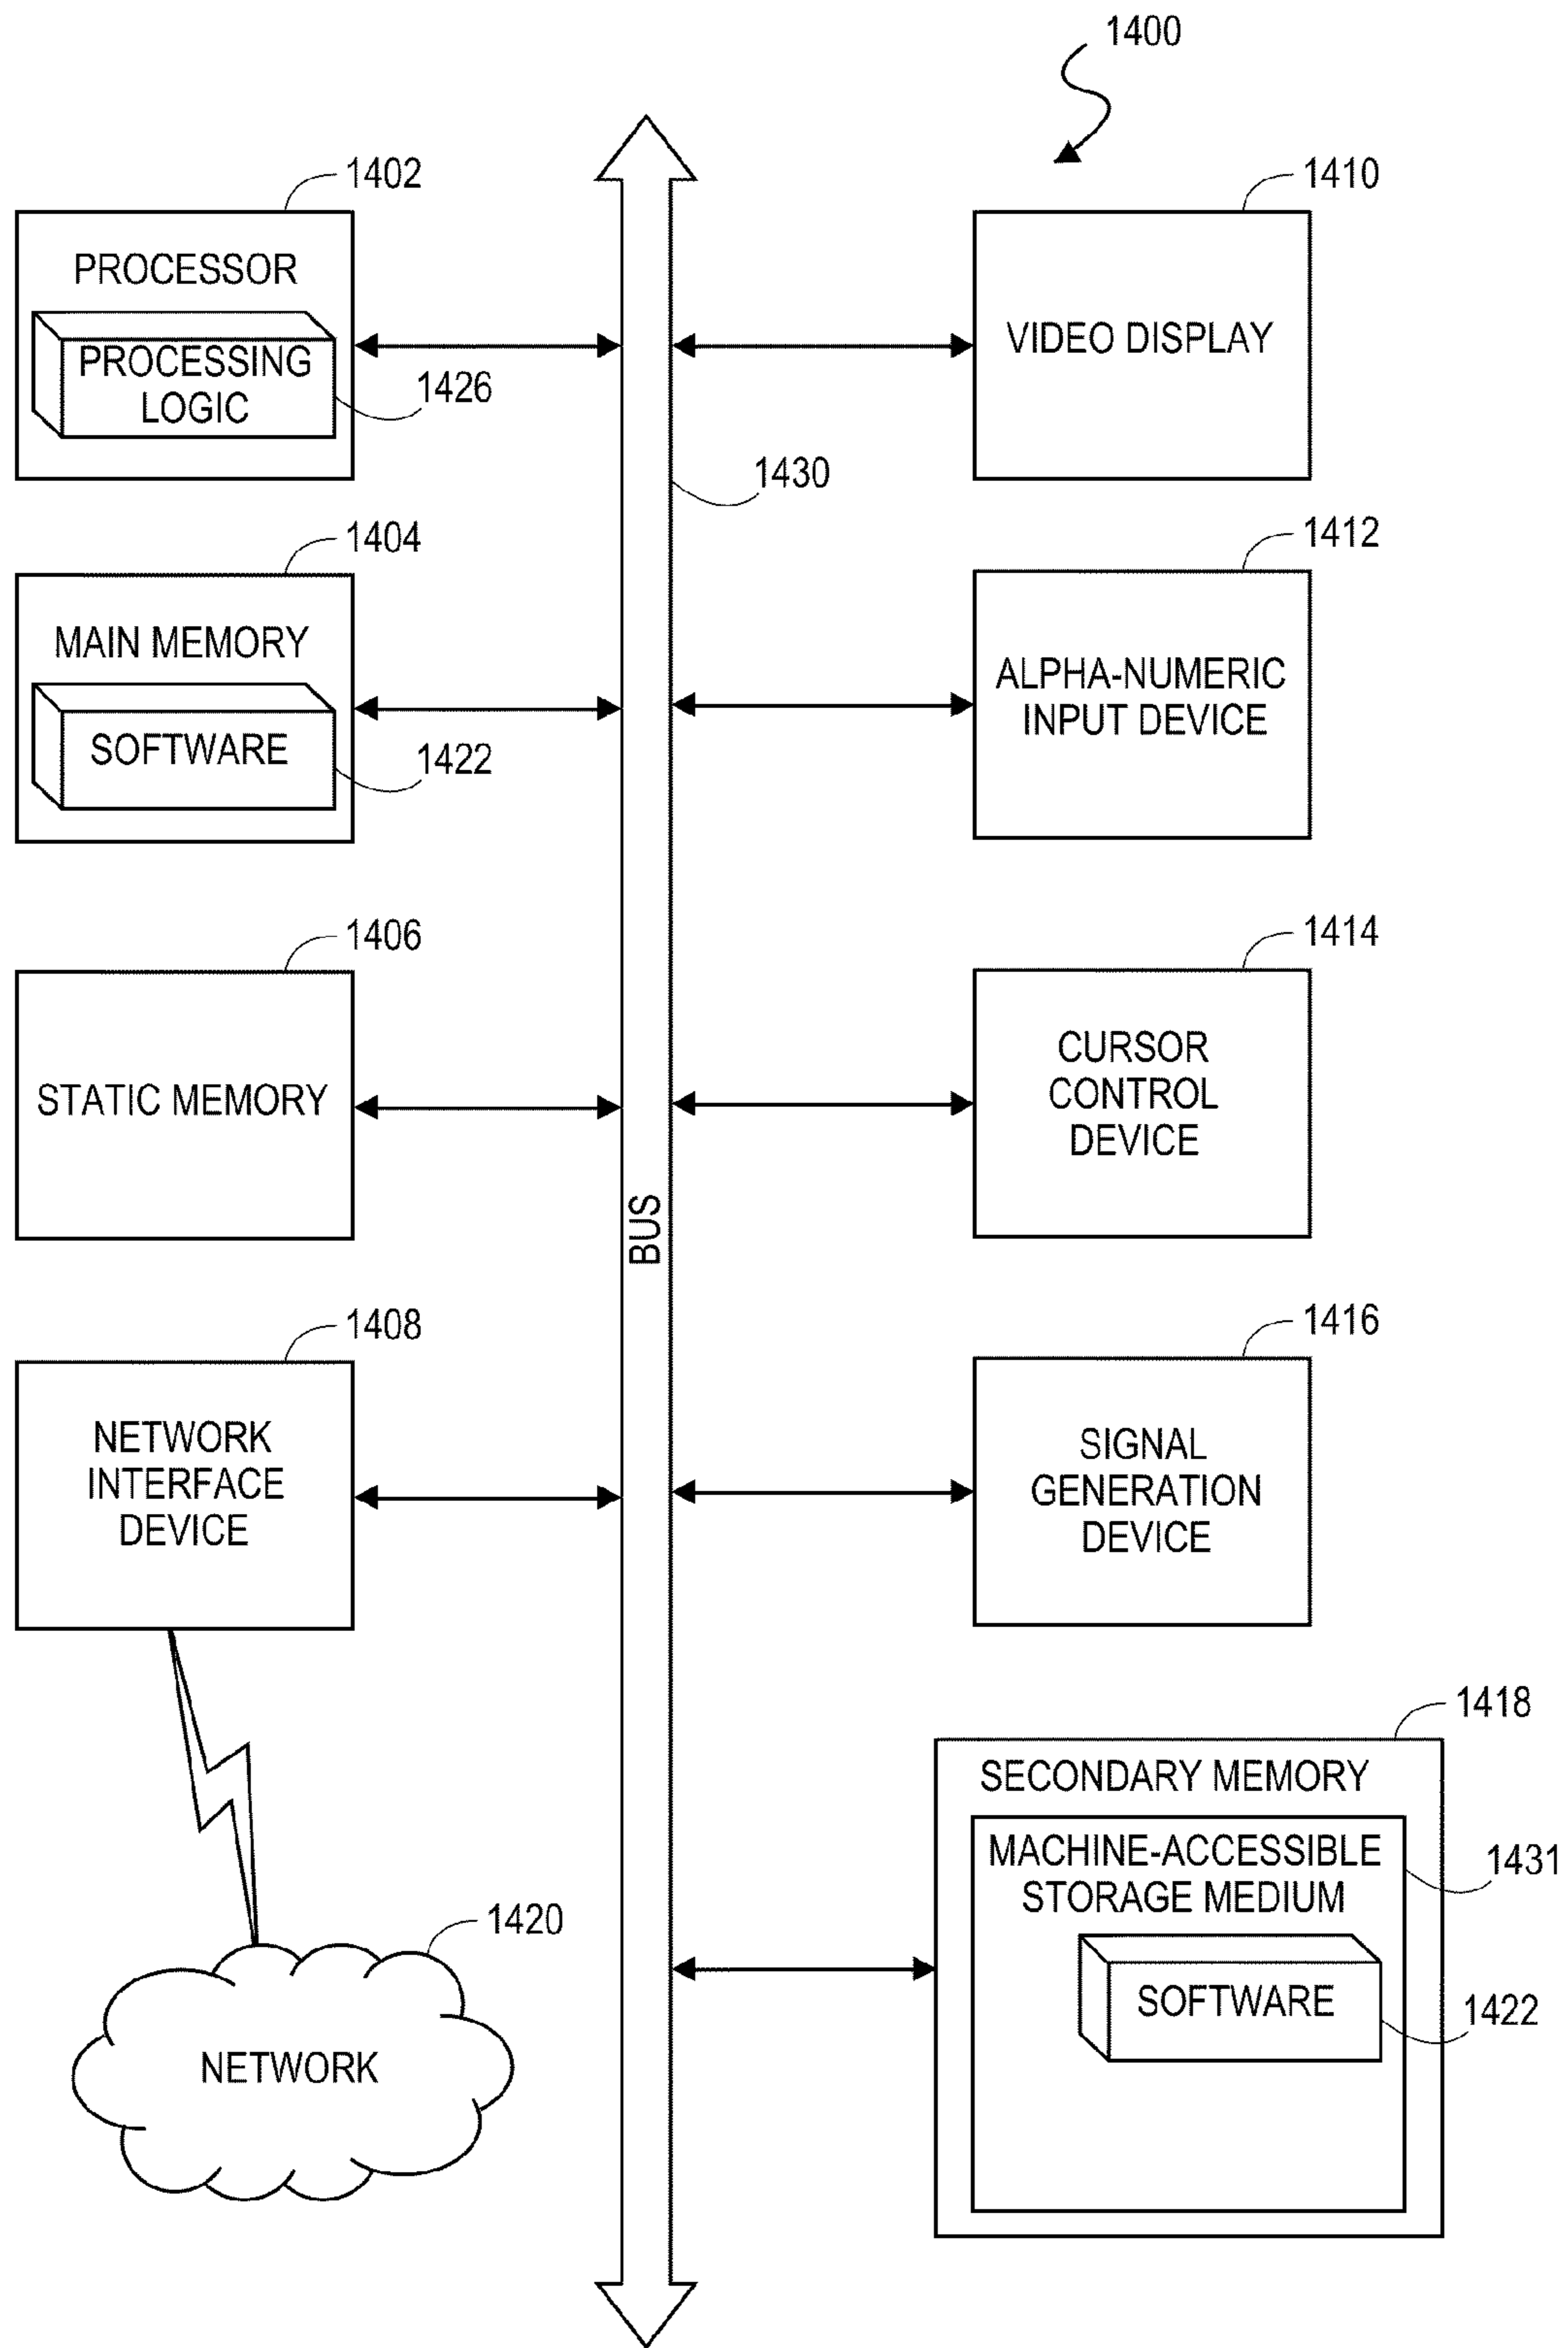 1400
1402
PROCESSOR
PROCESSING
LOGIC
1426
1410
VIDEO DISPLAY
1430
1404
MAIN MEMORY
SOFTWARE
1422
1412
ALPHA-NUMERIC
INPUT DEVICE
1406
STATIC MEMORY
1414
CURSOR
CONTROL
DEVICE
BUS
1408
NETWORK
INTERFACE
DEVICE
1416
SIGNAL
GENERATION
DEVICE
1418
SECONDARY MEMORY
MACHINE-ACCESSIBLE
STORAGE MEDIUM
1431
SOFTWARE
1422
1420
NETWORK